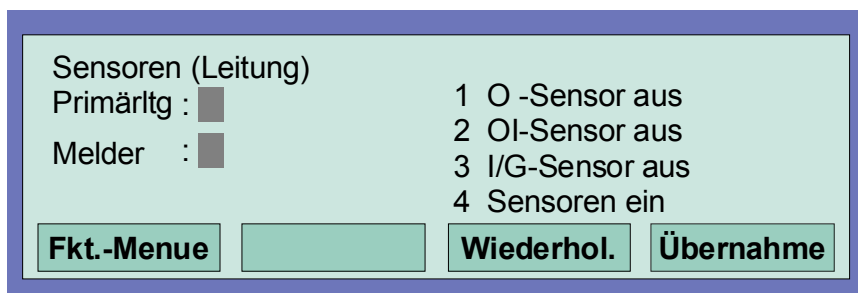 Sensoren (Leitung)
Primärltg :
Melder :
1 O -Sensor aus
2 OI-Sensor aus
3 I/G-Sensor aus
4 Sensoren ein
Fkt.-Menue Wiederhol. Übernahme